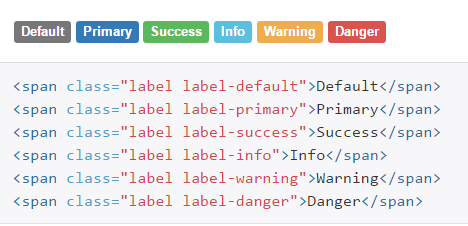 Default Primary Success Info Warning Danger
<span class="label label-default">Default</span>
<span class="label label-primary">Primary</span>
<span class="label label-success">Success</span>
<span class="label label-info">Info</span>
<span class="label label-warning">Warning</span>
<span class="label label-danger">Danger</span>